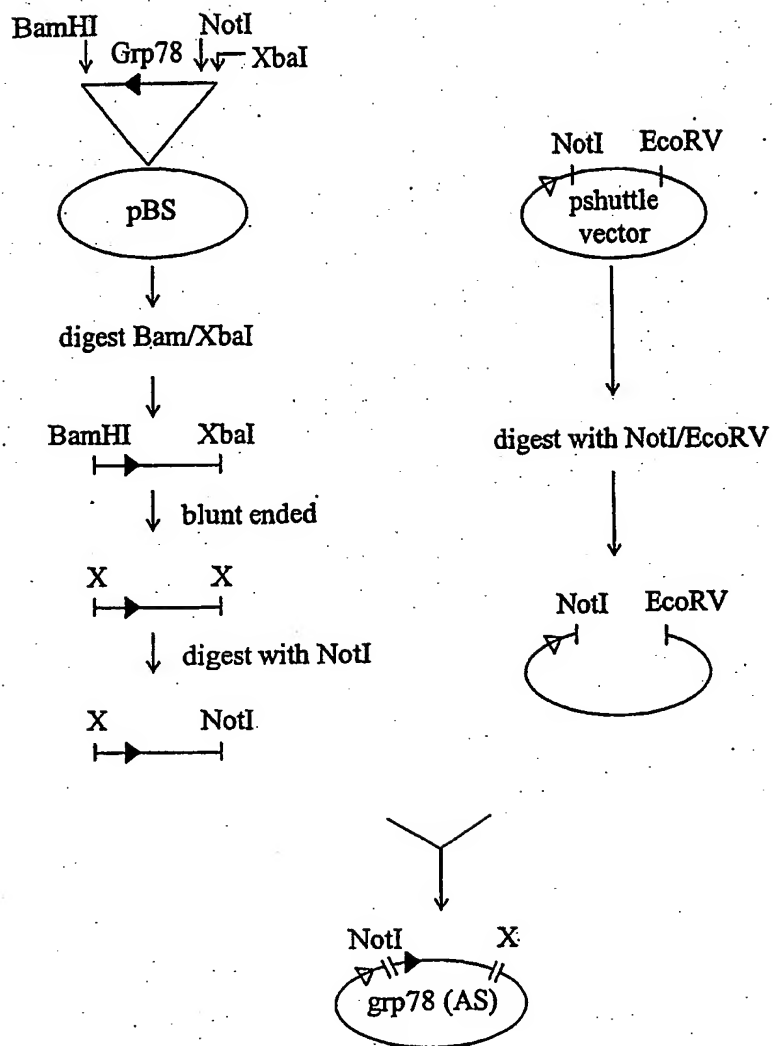 BamHI
NotI
Grp78
XbaI
pBS
digest Bam/XbaI
BamHI XbaI
blunt ended
X X
digest with NotI
X NotI
NotI EcoRV
pshuttle
vector
digest with NotI/EcoRV
NotI EcoRV
NotI X
grp78 (AS)